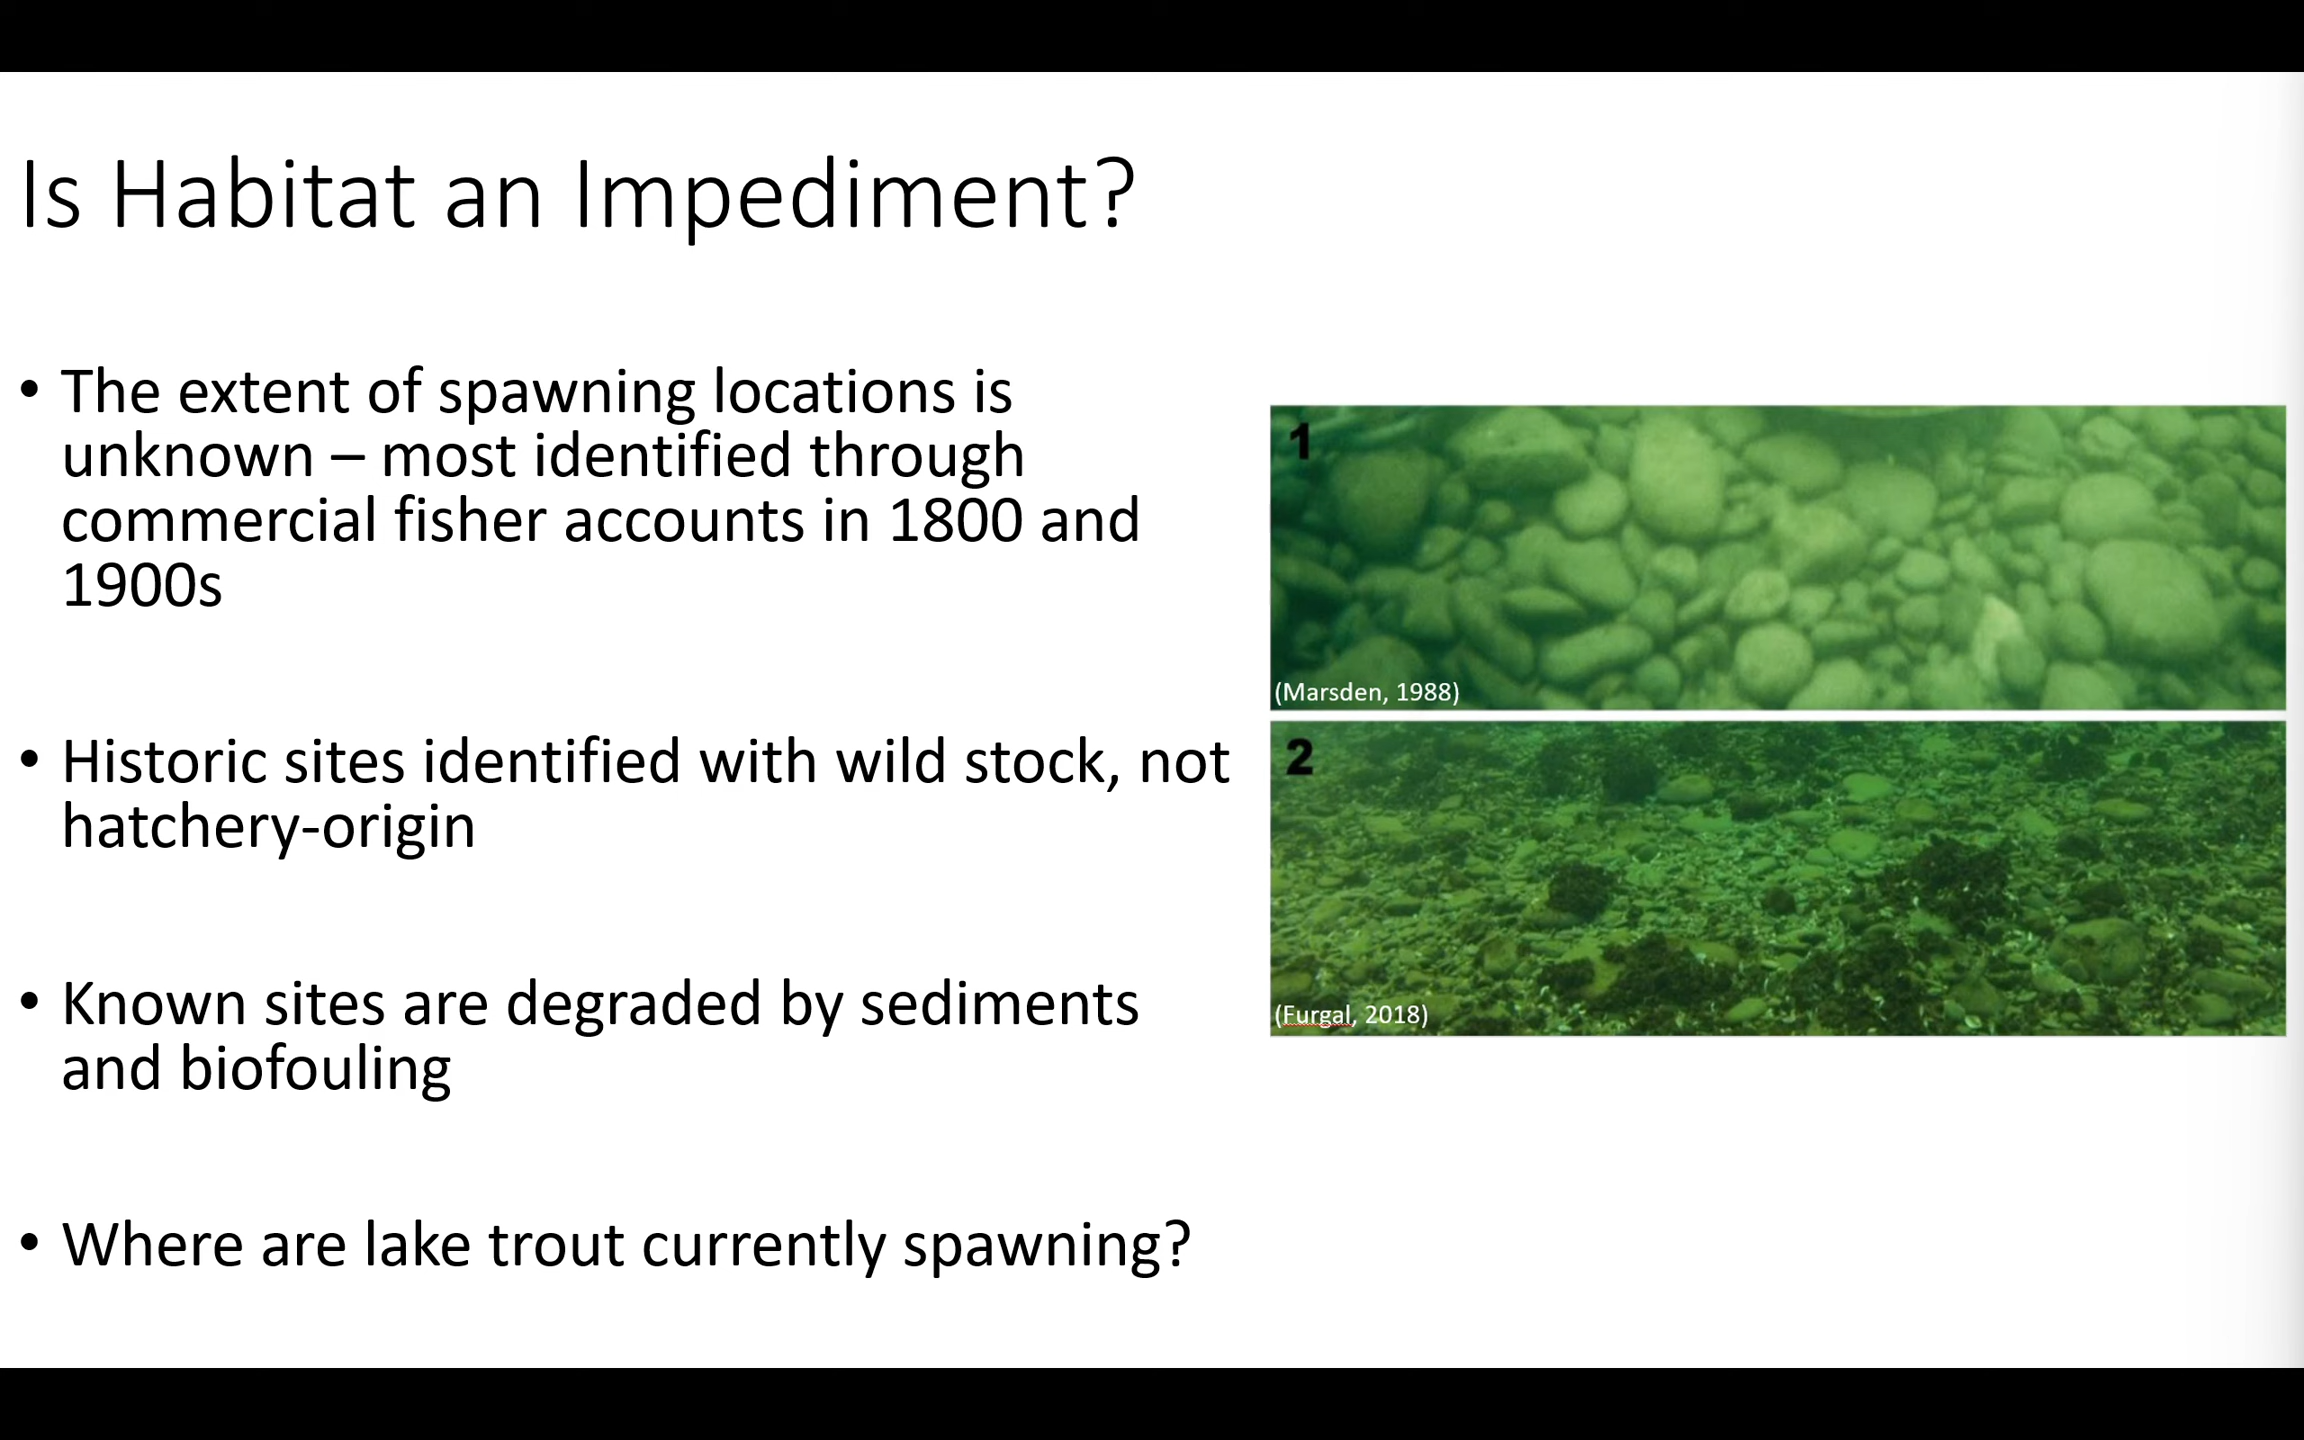 Is Habitat an Impediment?
• The extent of spawning locations is
unknown – most identified through
commercial fisher accounts in 1800 and
1900s
• Historic sites identified with wild stock, not
hatchery-origin
• Known sites are degraded by sediments
and biofouling
• Where are lake trout currently spawning?
1
(Marsden, 1988)
2
(Furgal, 2018)